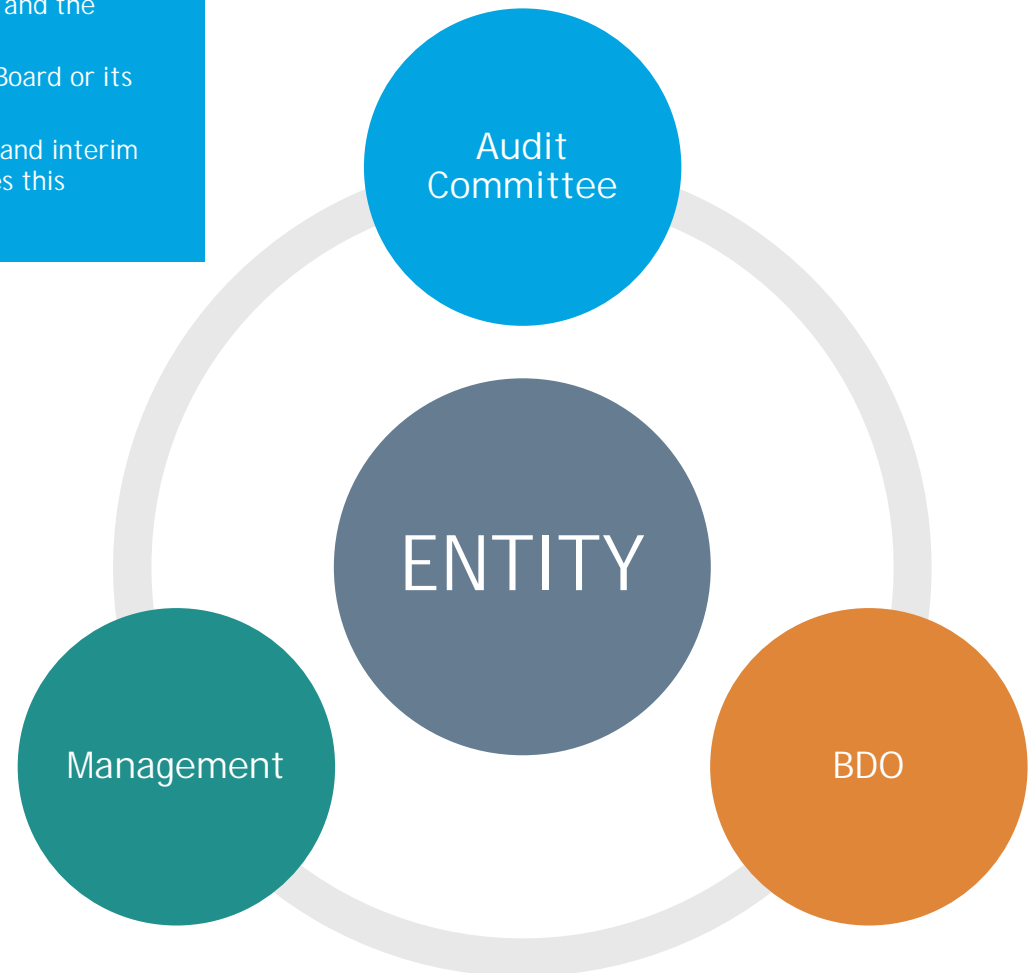 and the
Board or its
and interim
this
Audit
Committee
ENTITY
Management
BDO